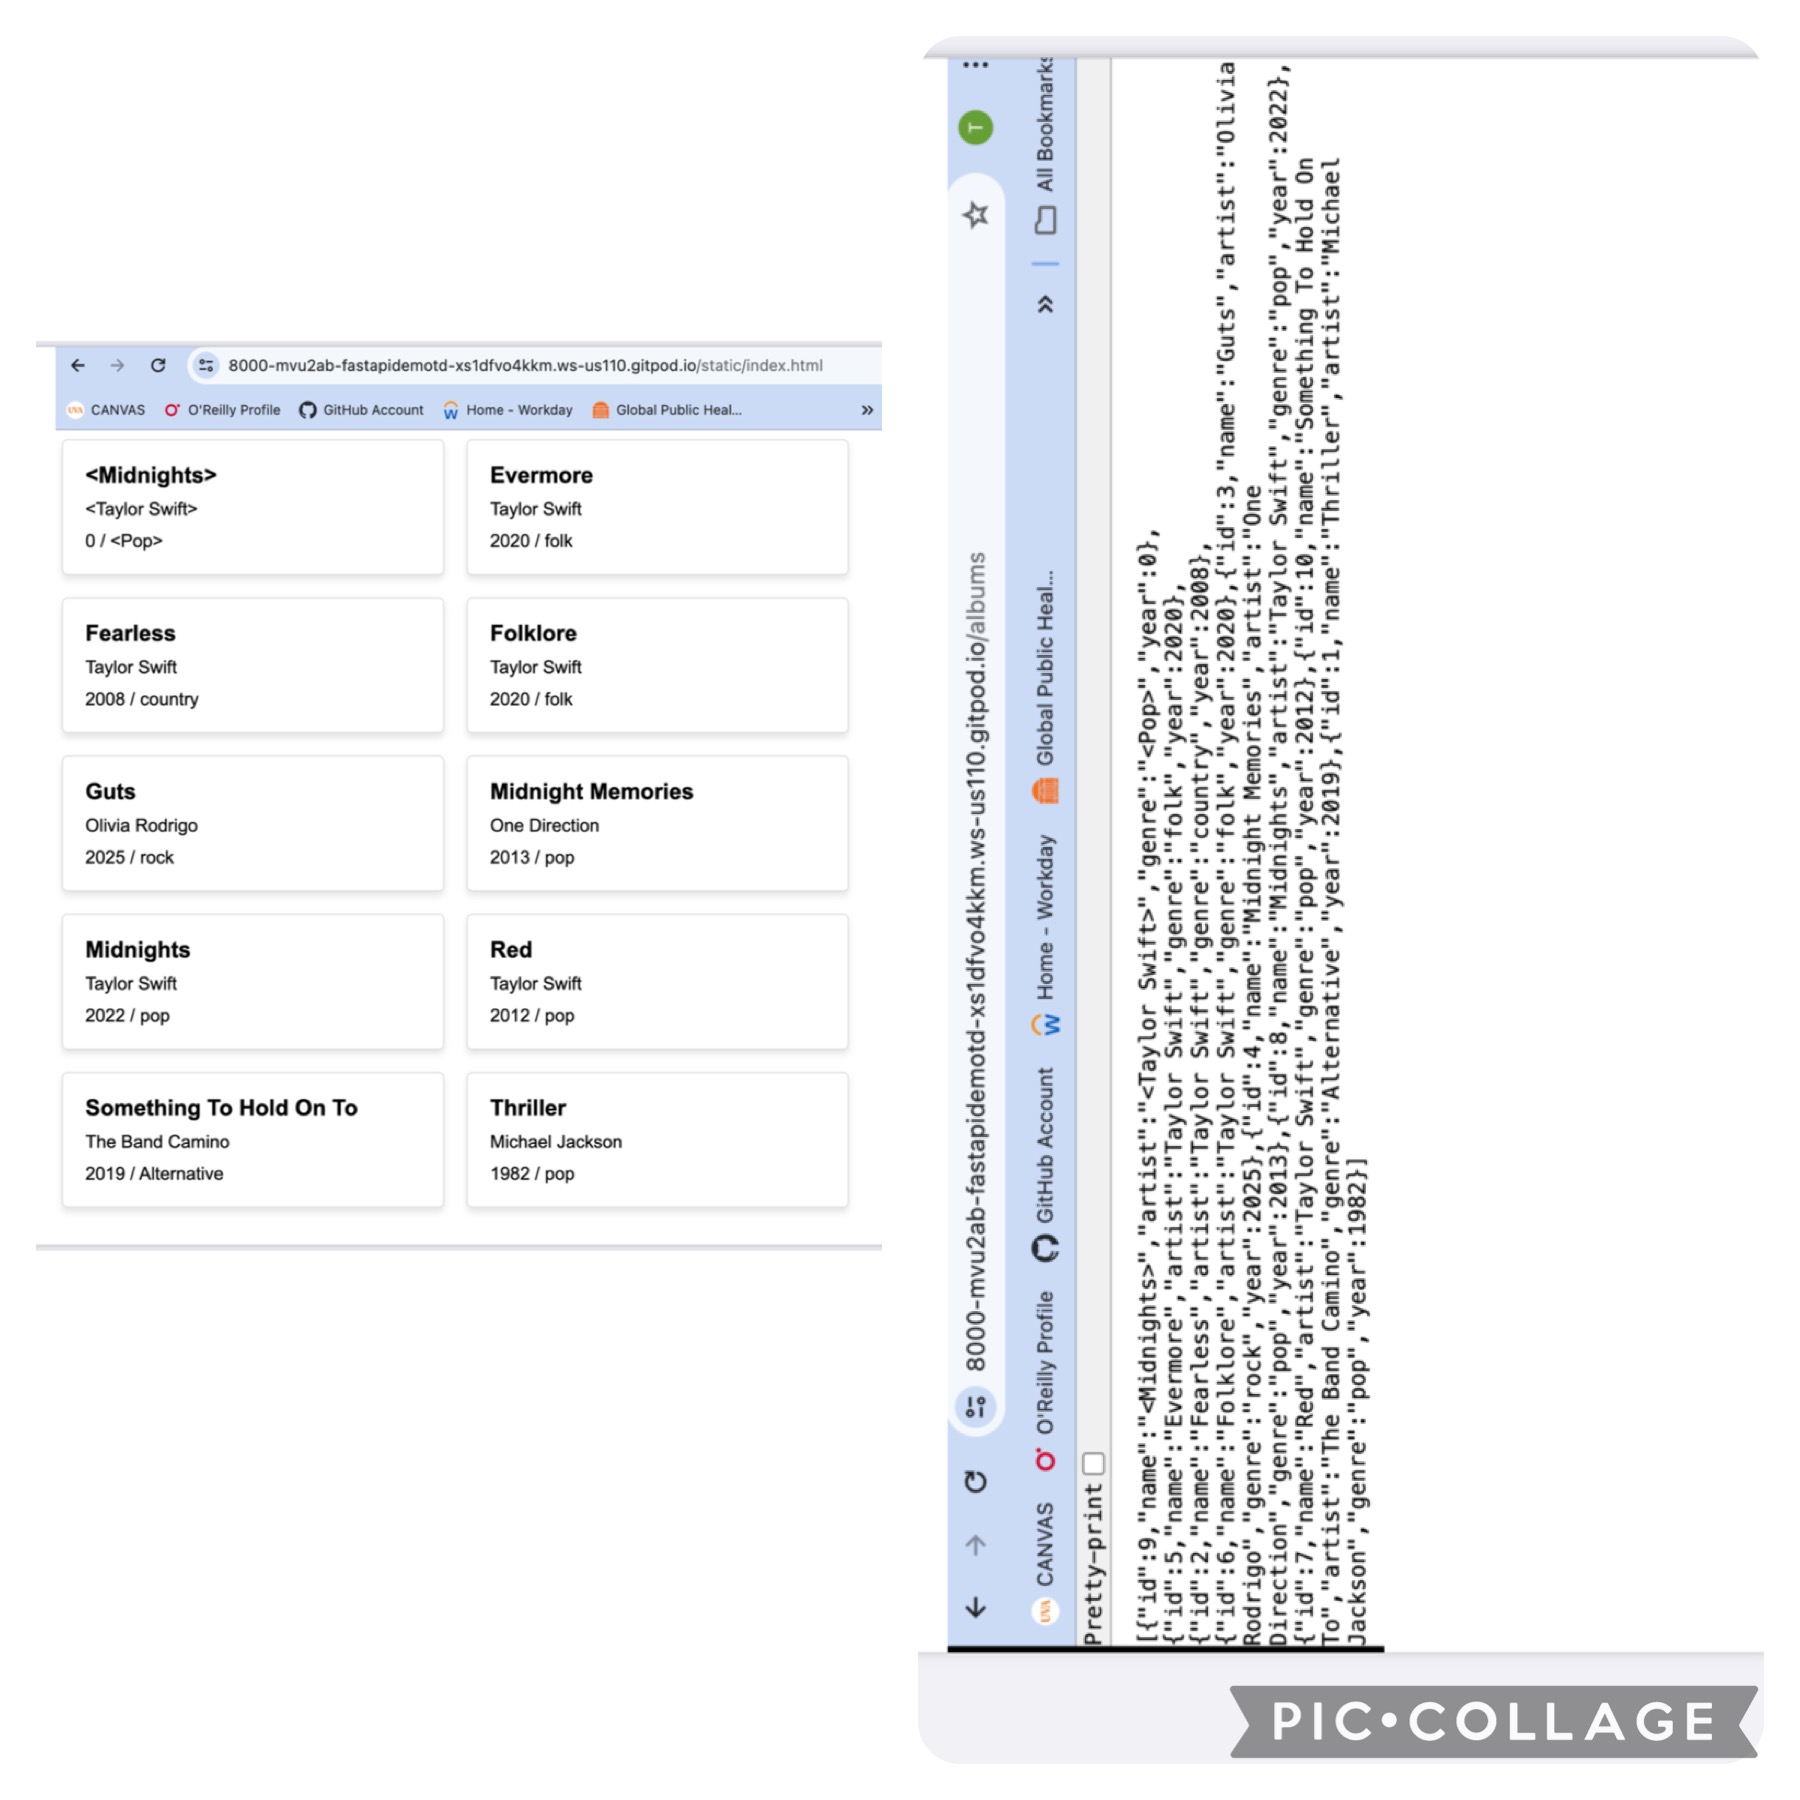 8000-mvu2ab-fastapidemotd-xs1dfvo4kkm.ws-us110.gitpod.io/static/index.html
CANVAS O'Reilly Profile GitHub Account Home - Workday Global Public Heal... »
<Midnights>
<Taylor Swift>
0 / <Pop>
Evermore
Taylor Swift
2020 / folk
Fearless
Taylor Swift
2008 / country
Folklore
Taylor Swift
2020 / folk
Guts
Olivia Rodrigo
2025 / rock
Midnight Memories
One Direction
2013 / pop
Midnights
Taylor Swift
2022 / pop
Red
Taylor Swift
2012 / pop
Something To Hold On To
The Band Camino
2019 / Alternative
Thriller
Michael Jackson
1982 / pop
8000-mvu2ab-fastapidemotd-xs1dfvo4kkm.ws-us110.gitpod.io/albums T
CANVAS O'Reilly Profile GitHub Account Home - Workday Global Public Heal... » All Bookmarks
Pretty-print
[{"id":9,"name":"<Midnights>","artist":"<Taylor Swift>","genre":"<Pop>","year":0},
{"id":5,"name":"Evermore","artist":"Taylor Swift","genre":"folk","year":2020},
{"id":2,"name":"Fearless","artist":"Taylor Swift","genre":"country","year":2008},
{"id":6,"name":"Folklore","artist":"Taylor Swift","genre":"folk","year":2020},{"id":3,"name":"Guts","artist":"Olivia
Rodrigo","genre":"rock","year":2025},{"id":4,"name":"Midnight Memories","artist":"One
Direction","genre":"pop","year":2013},{"id":8,"name":"Midnights","artist":"Taylor Swift","genre":"pop","year":2022},
{"id":7,"name":"Red","artist":"Taylor Swift","genre":"pop","year":2012},{"id":10,"name":"Something To Hold On
To","artist":"The Band Camino","genre":"Alternative","year":2019},{"id":1,"name":"Thriller","artist":"Michael
Jackson","genre":"pop","year":1982}]
PIC•COLLAGE